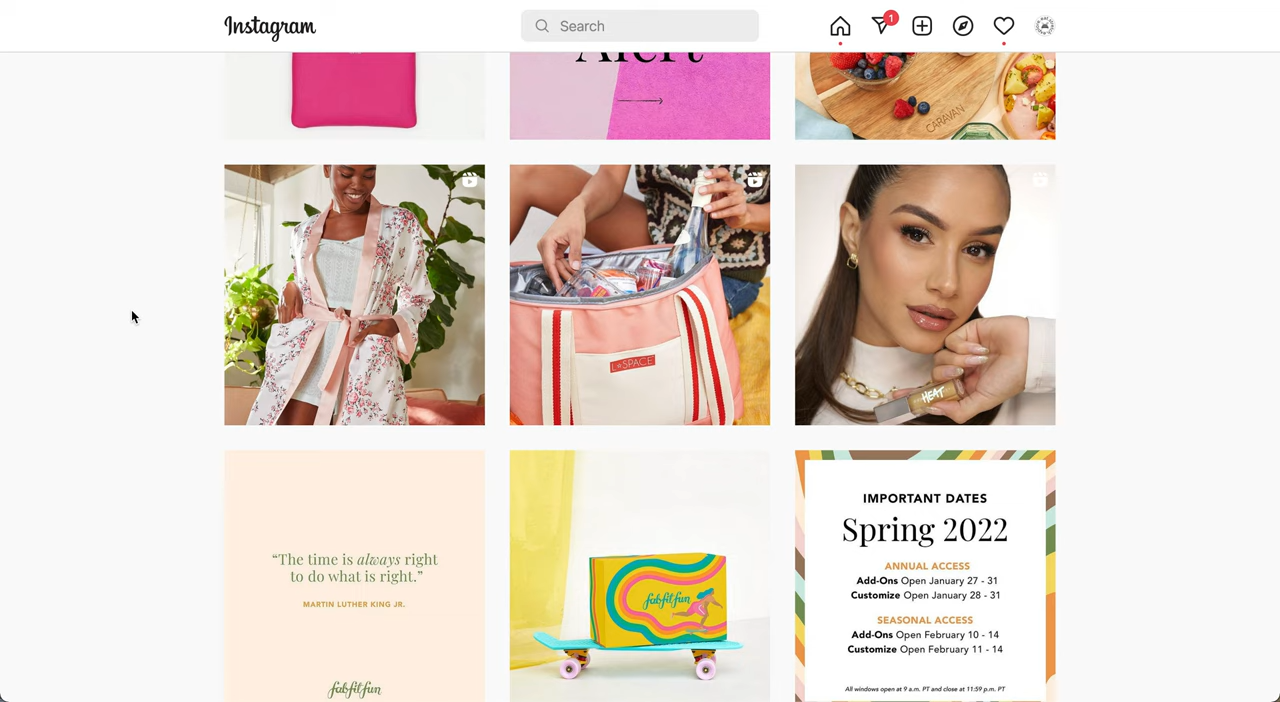 Instagram
Search
1
Alert
CARAVAN
L*SPACE
HEAT
“The time is always right
to do what is right.”
MARTIN LUTHER KING JR.
fabfitfun
fabfitfun
IMPORTANT DATES
Spring 2022
ANNUAL ACCESS
Add-Ons Open January 27 - 31
Customize Open January 28 - 31
SEASONAL ACCESS
Add-Ons Open February 10 - 14
Customize Open February 11 - 14
All windows open at 9 a.m. PT and close at 11:59 p.m. PT